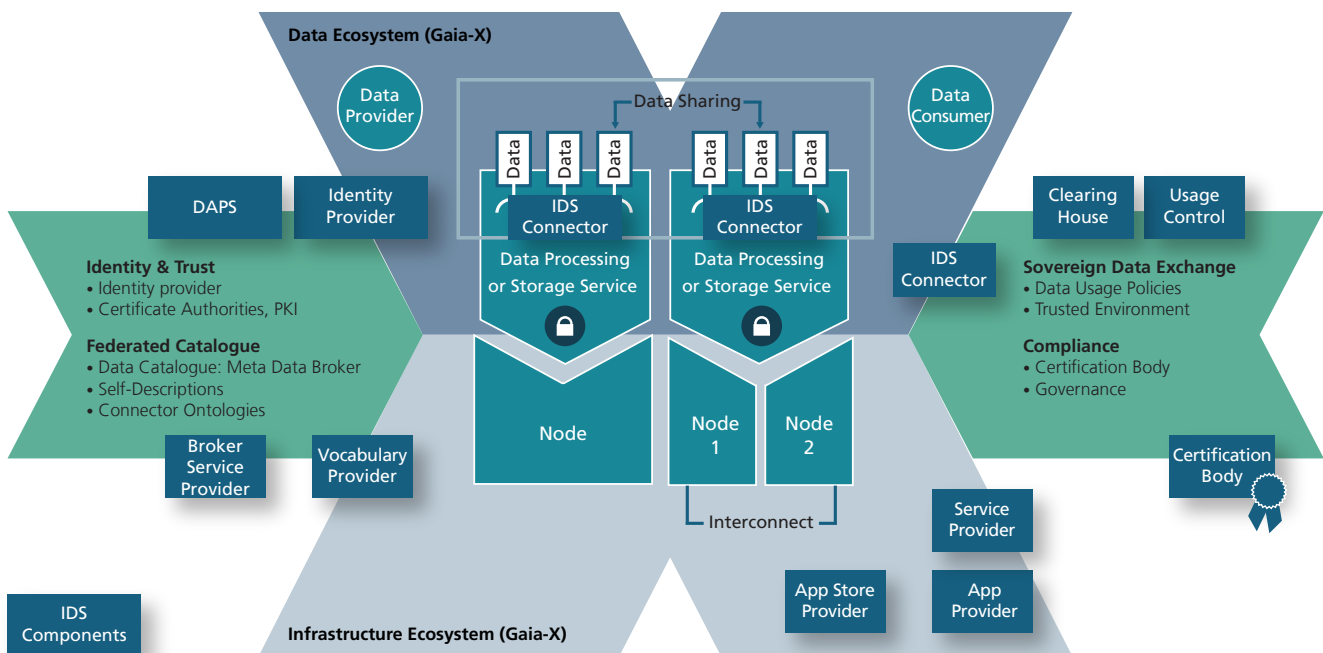 Data Ecosystem (Gaia-X)
Data
Provider
Data Sharing
Data
Consumer
Data
Data
Data
Data
Data
Data
DAPS
Identity
Provider
IDS
Connector
IDS
Connector
Clearing
House
Usage
Control
IDS
Connector
Data Processing
or Storage Service
Data Processing
or Storage Service
Identity & Trust
• Identity provider
• Certificate Authorities, PKI
Federated Catalogue
• Data Catalogue: Meta Data Broker
• Self-Descriptions
• Connector Ontologies
Sovereign Data Exchange
• Data Usage Policies
• Trusted Environment
Compliance
• Certification Body
• Governance
Node
Node
1
Node
2
Broker
Service
Provider
Vocabulary
Provider
Certification
Body
Interconnect
Service
Provider
App Store
Provider
App
Provider
IDS
Components
Infrastructure Ecosystem (Gaia-X)